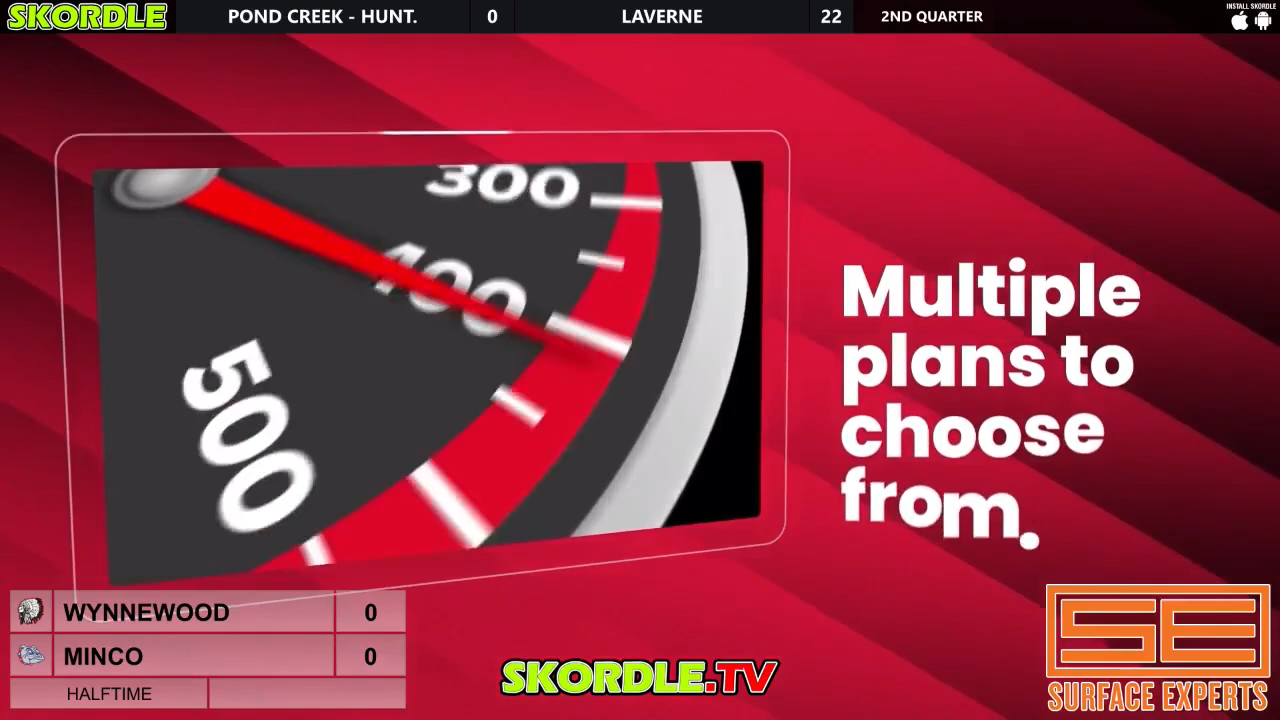 SKORDLE
POND CREEK - HUNT.
0
LAVERNE
22
2ND QUARTER
INSTALL SKORDLE
300
400
500
Multiple
plans to
choose
from.
WYNNEWOOD
0
MINCO
0
HALFTIME
SKORDLE.TV
SE
SURFACE EXPERTS